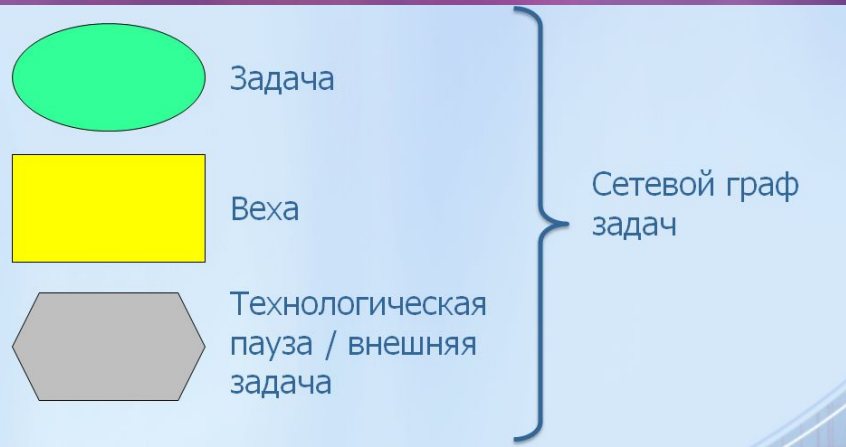 Задача
Веха
Технологическая
пауза / внешняя
задача
Сетевой граф
задач